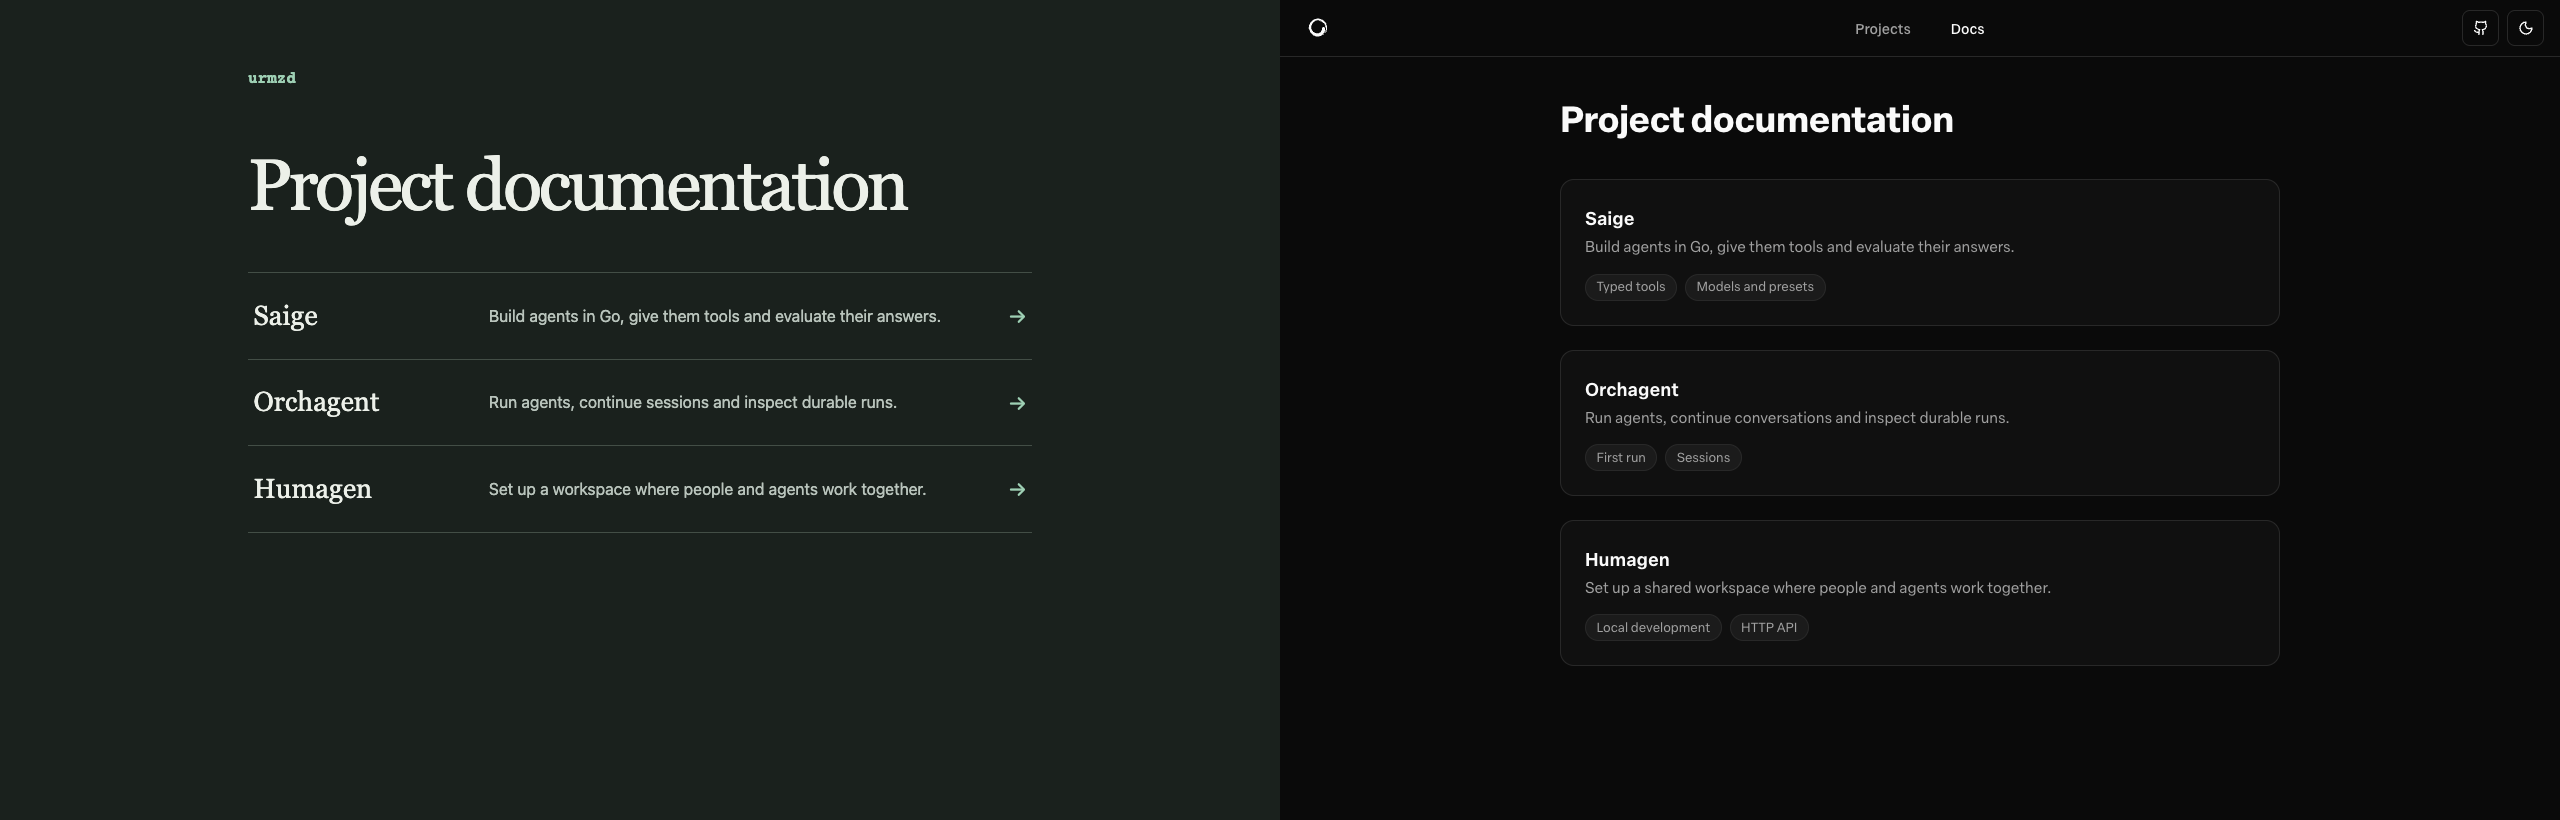 urmzd
Project documentation
Saige
Build agents in Go, give them tools and evaluate their answers.
Orchagent
Run agents, continue sessions and inspect durable runs.
Humagen
Set up a workspace where people and agents work together.
Projects
Docs
Project documentation
Saige
Build agents in Go, give them tools and evaluate their answers.
Typed tools
Models and presets
Orchagent
Run agents, continue conversations and inspect durable runs.
First run
Sessions
Humagen
Set up a shared workspace where people and agents work together.
Local development
HTTP API